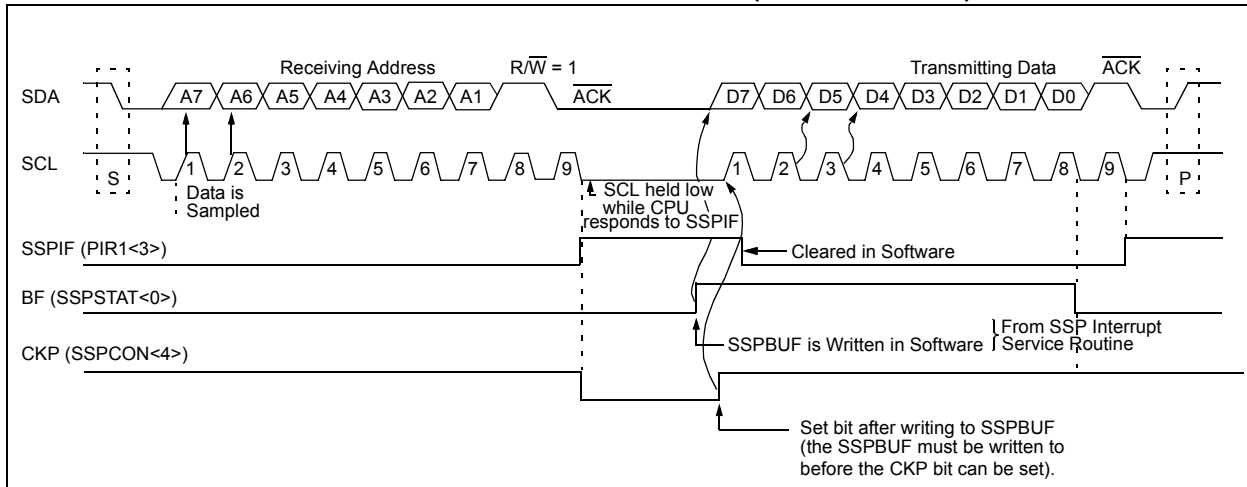 Receiving Address R/W = 1 Transmitting Data ACK
SDA A7 A6 A5 A4 A3 A2 A1 ACK D7 D6 D5 D4 D3 D2 D1 D0
SCL S 1 2 3 4 5 6 7 8 9 1 2 3 4 5 6 7 8 9 P
Data is
Sampled
SCL held low
while CPU
responds to SSPIF
SSPIF (PIR1<3>)
Cleared in Software
BF (SSPSTAT<0>)
SSPBUF is Written in Software
From SSP Interrupt
Service Routine
CKP (SSPCON<4>)
Set bit after writing to SSPBUF
(the SSPBUF must be written to
before the CKP bit can be set).